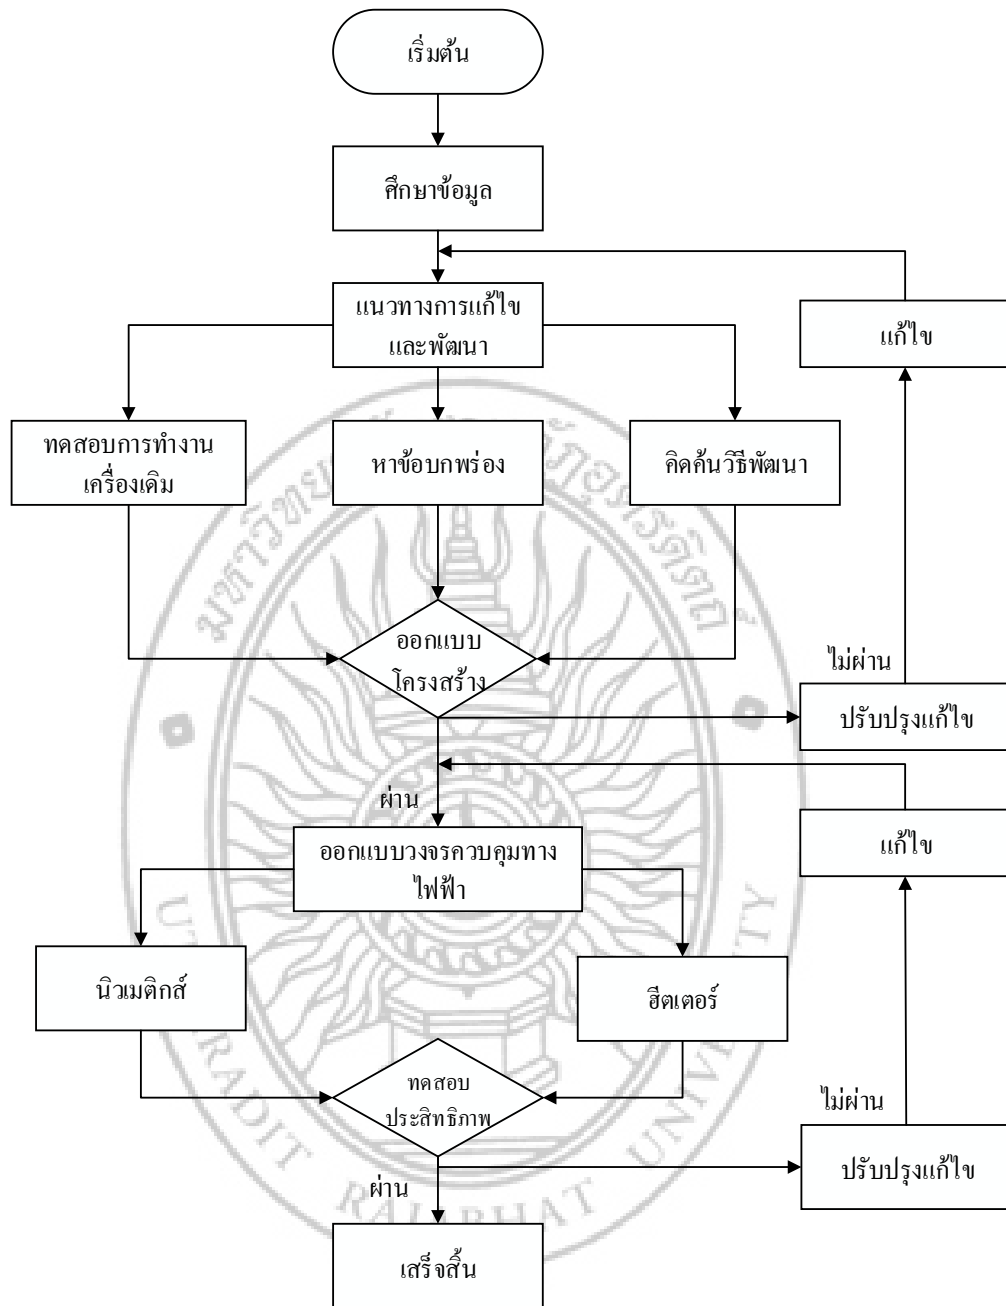 เริ่มต้น
ศึกษาข้อมูล
แนวทางการแก้ไข
และพัฒนา
แก้ไข
ทดสอบการทำงาน
เครื่องเดิม
หาข้อบกพร่อง
คิดค้นวิธีพัฒนา
ออกแบบ
โครงสร้าง
ไม่ผ่าน
ปรับปรุงแก้ไข
ผ่าน
แก้ไข
ออกแบบวงจรควบคุมทาง
ไฟฟ้า
นิวเมติกส์
ฮีตเตอร์
ทดสอบ
ประสิทธิภาพ
ไม่ผ่าน
ปรับปรุงแก้ไข
ผ่าน
เสร็จสิ้น
UNIVERSITY